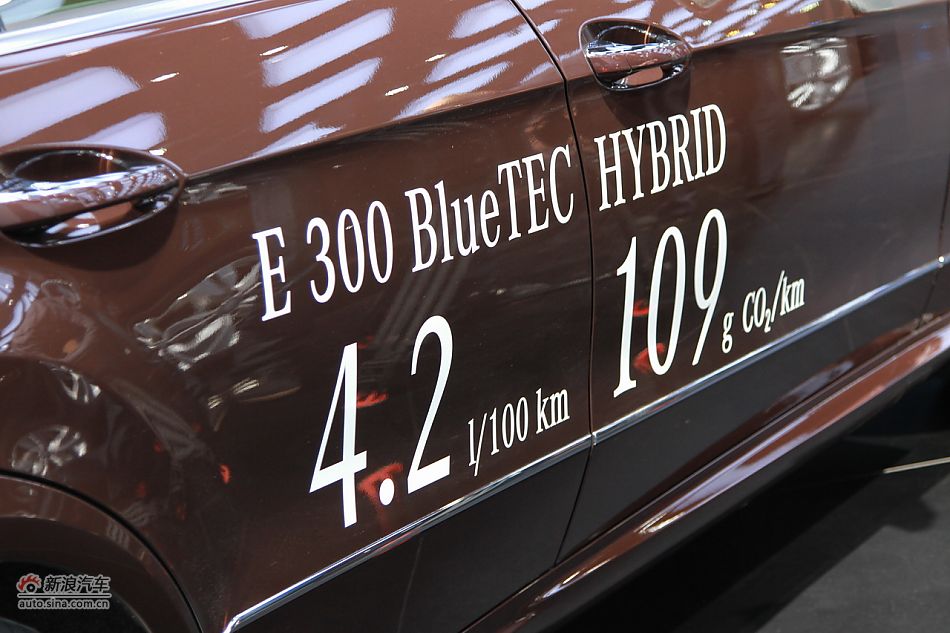 E 300 BlueTEC HYBRID
4.2 l/100 km 109 g CO₂/km
新浪汽车
auto.sina.com.cn